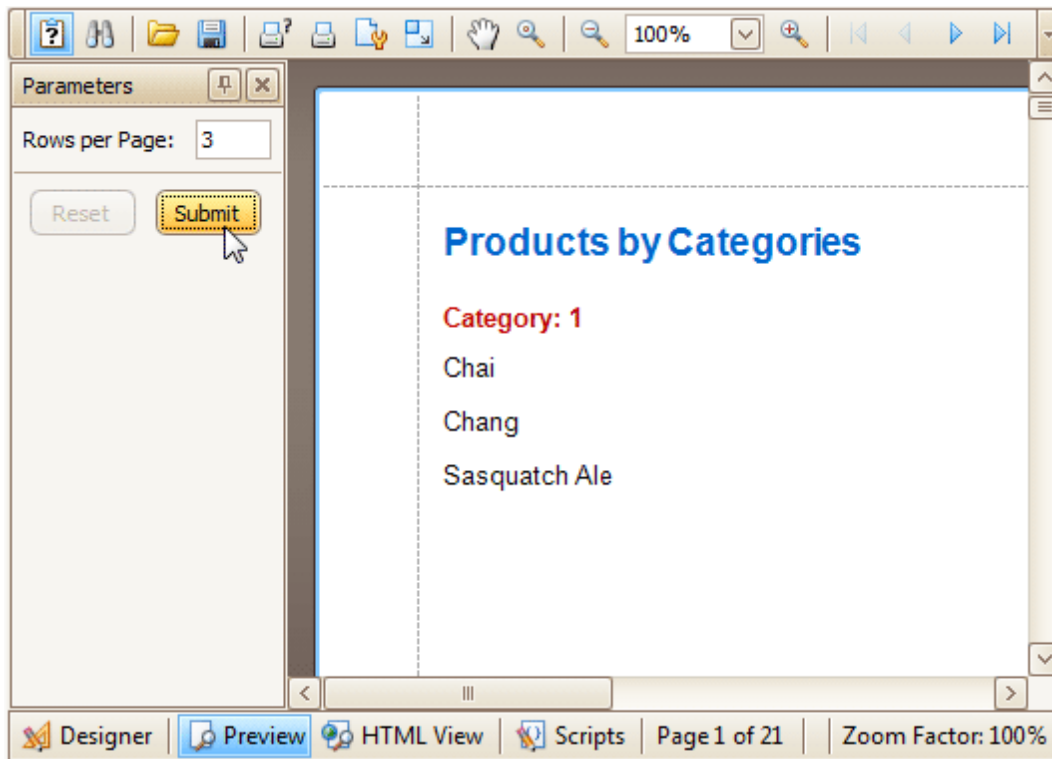 100%
Parameters
Rows per Page: 3
Reset Submit
Products by Categories
Category: 1
Chai
Chang
Sasquatch Ale
Designer Preview HTML View Scripts Page 1 of 21 Zoom Factor: 100%